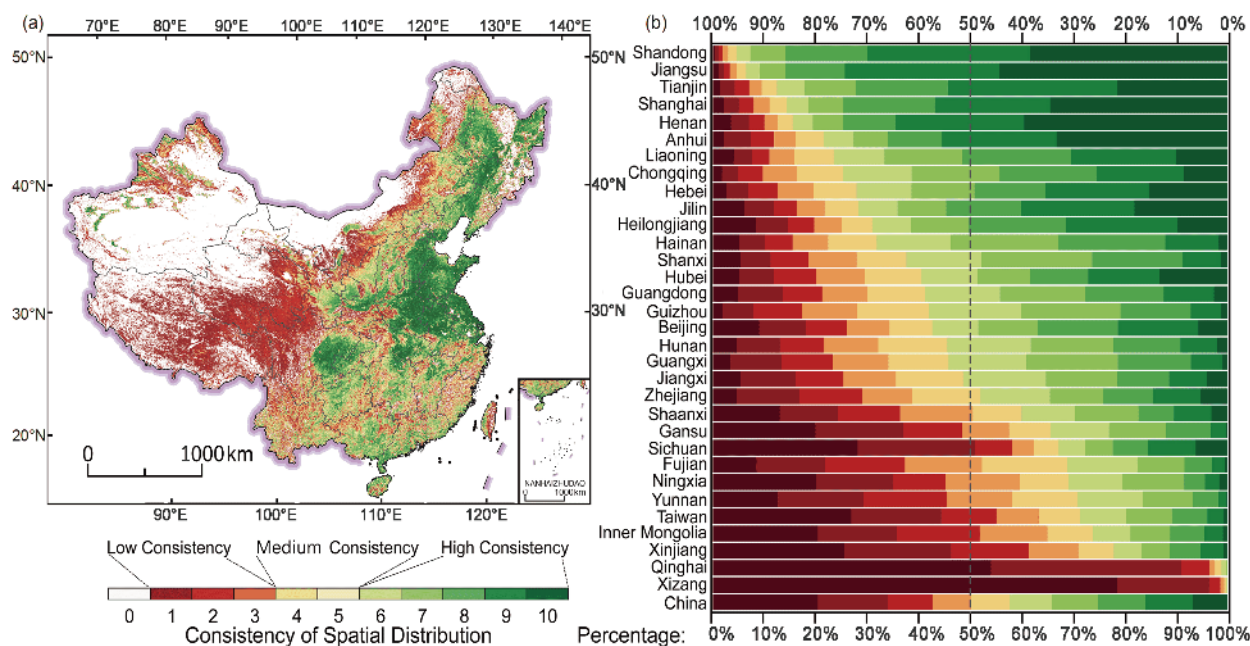 (a)
70°E 80°E 90°E 100°E 110°E 120°E 130°E 140°E
50°N 50°N
40°N 40°N
30°N 30°N
20°N
0 1000km
NANHAIZHUDAO
0 1000km
90°E 100°E 110°E 120°E
Low Consistency Medium Consistency High Consistency
0 1 2 3 4 5 6 7 8 9 10
Consistency of Spatial Distribution
(b)
100% 90% 80% 70% 60% 50% 40% 30% 20% 10% 0%
Shandong
Jiangsu
Tianjin
Shanghai
Henan
Anhui
Liaoning
Chongqing
Hebei
Jilin
Heilongjiang
Hainan
Shanxi
Hubei
Guangdong
Guizhou
Beijing
Hunan
Guangxi
Jiangxi
Zhejiang
Shaanxi
Gansu
Sichuan
Fujian
Ningxia
Yunnan
Taiwan
Inner Mongolia
Xinjiang
Qinghai
Xizang
China
Percentage: 0% 10% 20% 30% 40% 50% 60% 70% 80% 90% 100%